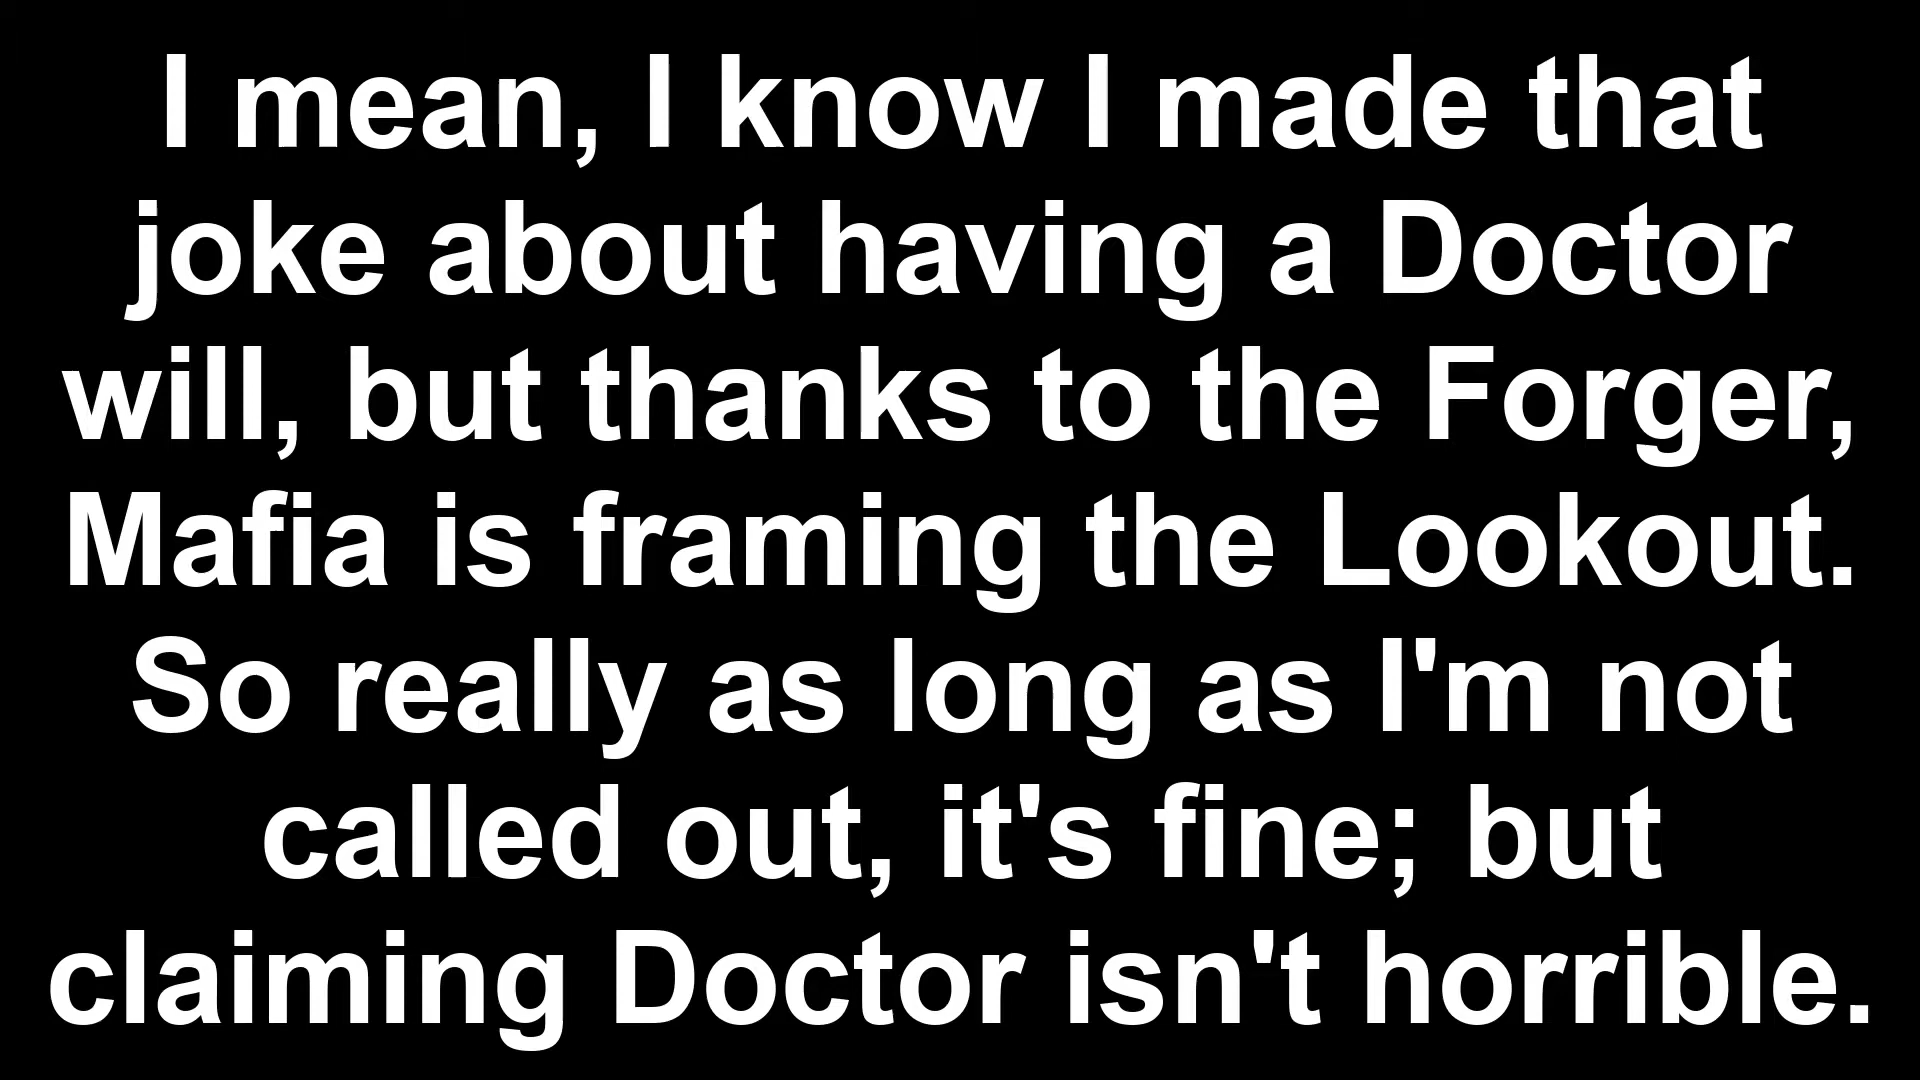 I mean, I know I made that
joke about having a Doctor
will, but thanks to the Forger,
Mafia is framing the Lookout.
So really as long as I'm not
called out, it's fine; but
claiming Doctor isn't horrible.